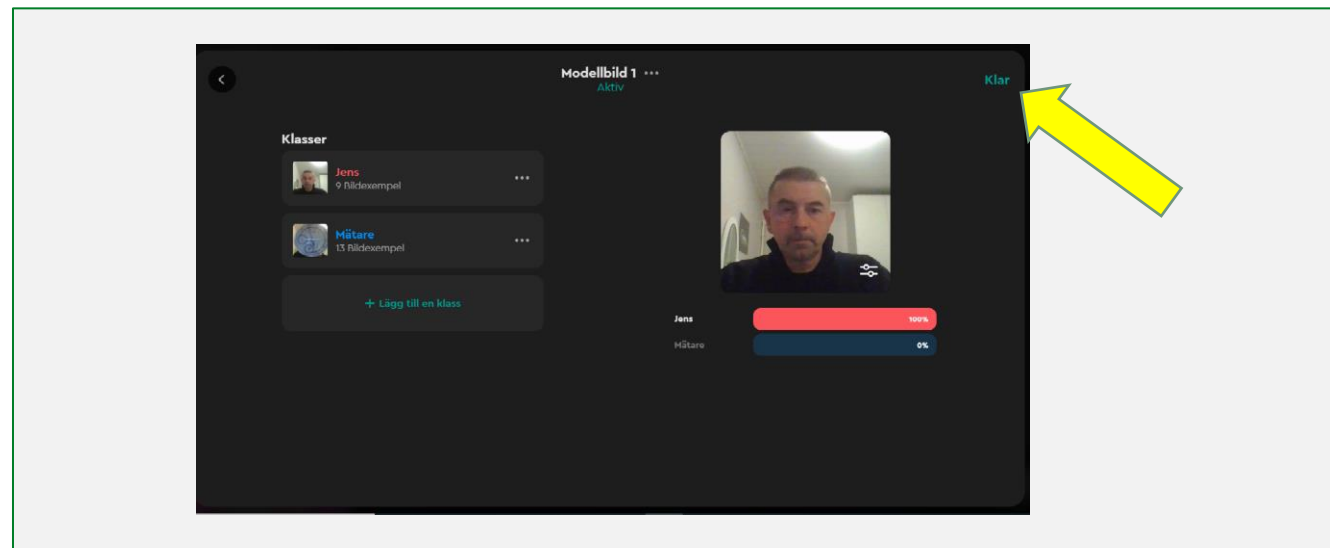 Modellbild 1 ...
Aktiv
Klar
Klasser
Jens
9 Bildexempel
Mätare
13 Bildexempel
+ Lägg till en klass
Jens 100%
Mätare 0%